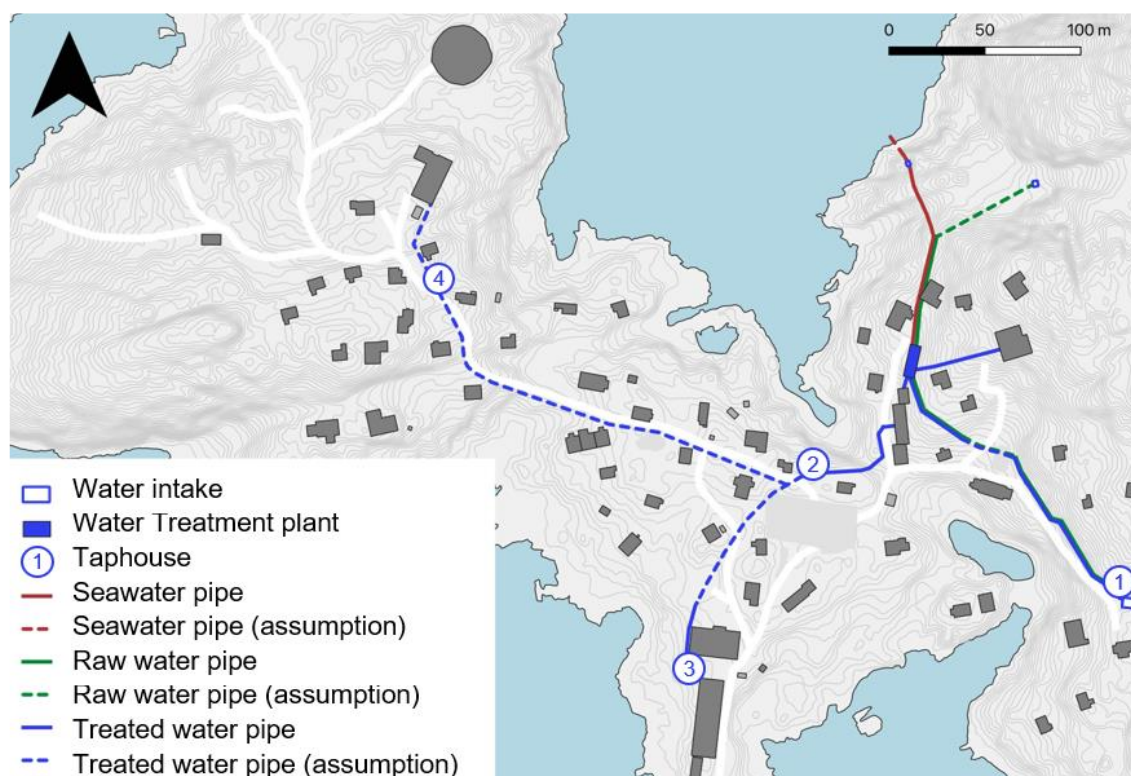 0 50 100 m
4
2
1
3
Water intake
Water Treatment plant
1 Taphouse
Seawater pipe
Seawater pipe (assumption)
Raw water pipe
Raw water pipe (assumption)
Treated water pipe
Treated water pipe (assumption)